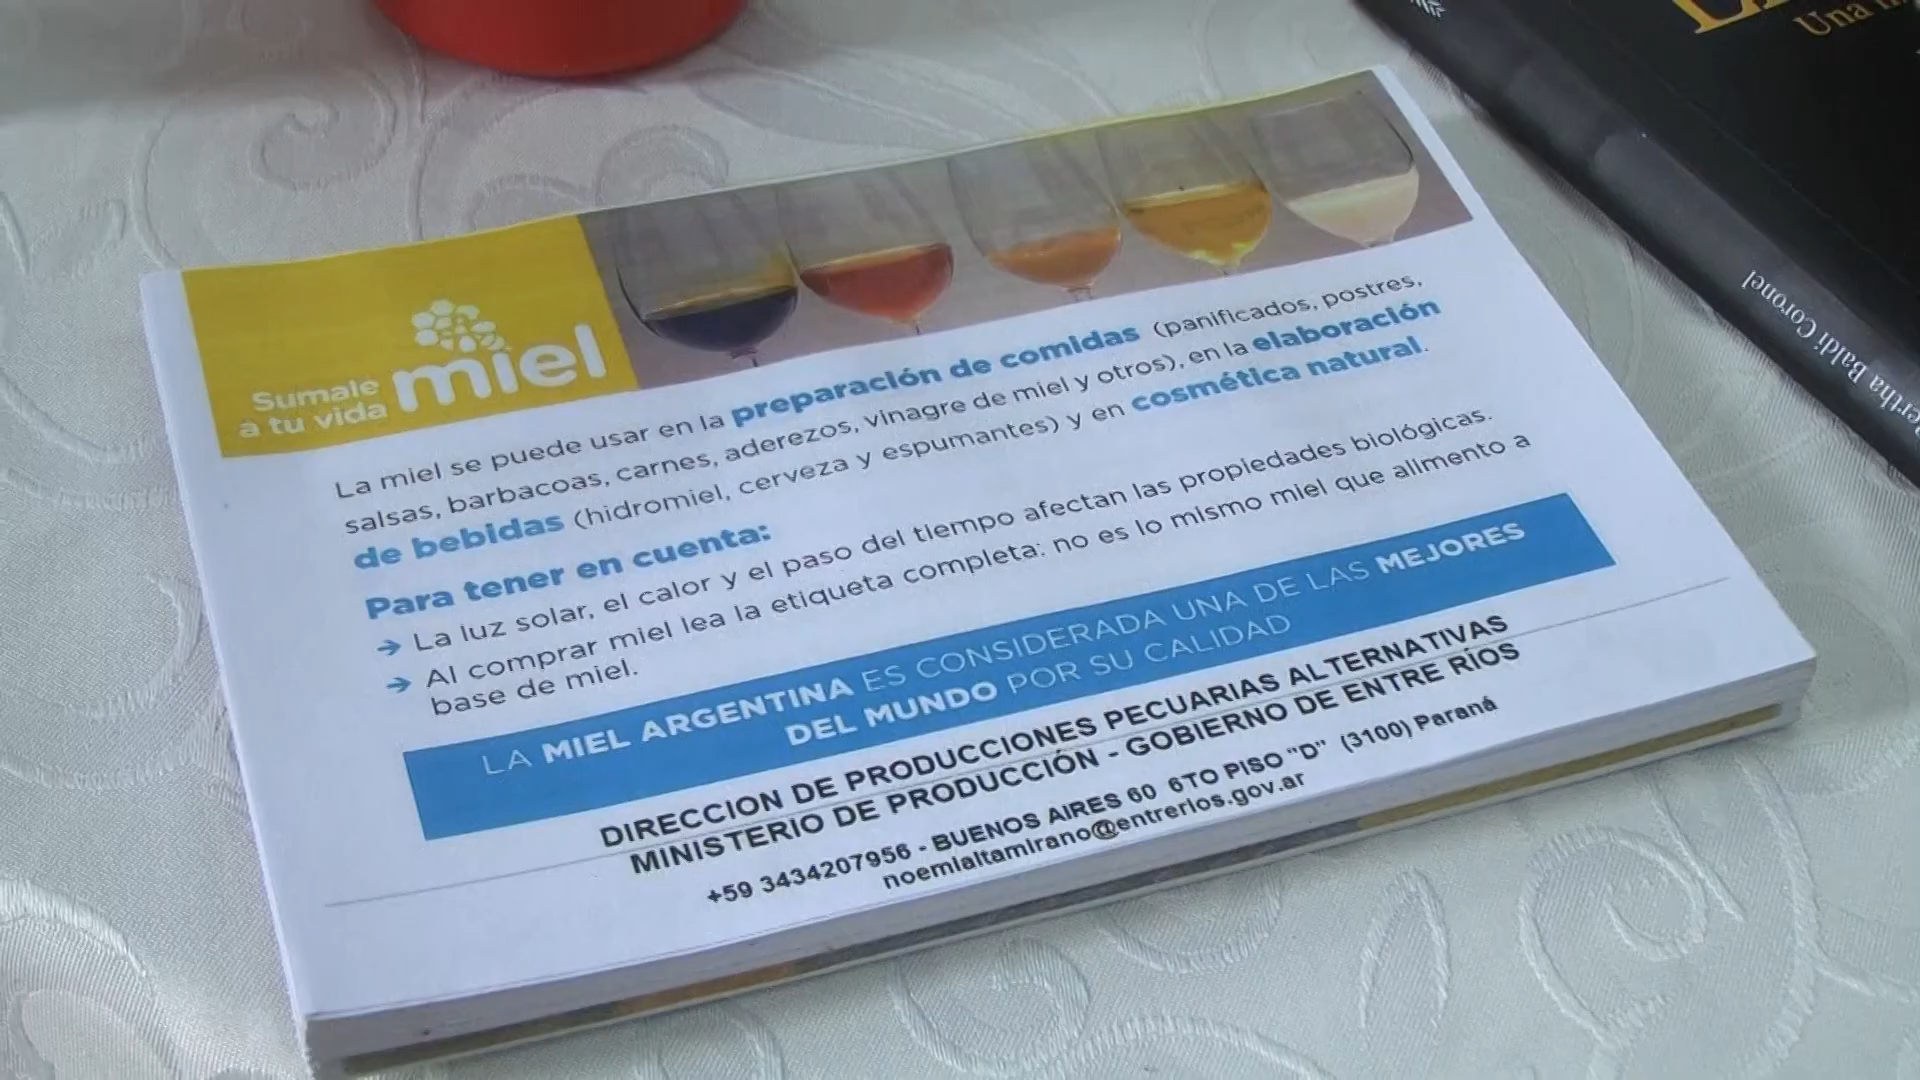 Sumale
a tu vida miel
La miel se puede usar en la preparación de comidas (panificados, postres,
salsas, barbacoas, carnes, aderezos, vinagre de miel y otros), en la elaboración
de bebidas (hidromiel, cerveza y espumantes) y en cosmética natural.
Para tener en cuenta:
→ La luz solar, el calor y el paso del tiempo afectan las propiedades biológicas.
→ Al comprar miel lea la etiqueta completa: no es lo mismo miel que alimento a
base de miel.
LA MIEL ARGENTINA ES CONSIDERADA UNA DE LAS MEJORES
DEL MUNDO POR SU CALIDAD
DIRECCION DE PRODUCCIONES PECUARIAS ALTERNATIVAS
MINISTERIO DE PRODUCCIÓN - GOBIERNO DE ENTRE RÍOS
+59 3434207956 - BUENOS AIRES 60 6TO PISO "D" (3100) Paraná
noemialtamirano@entrerios.gov.ar
Una
Bertha Baldi Coronel